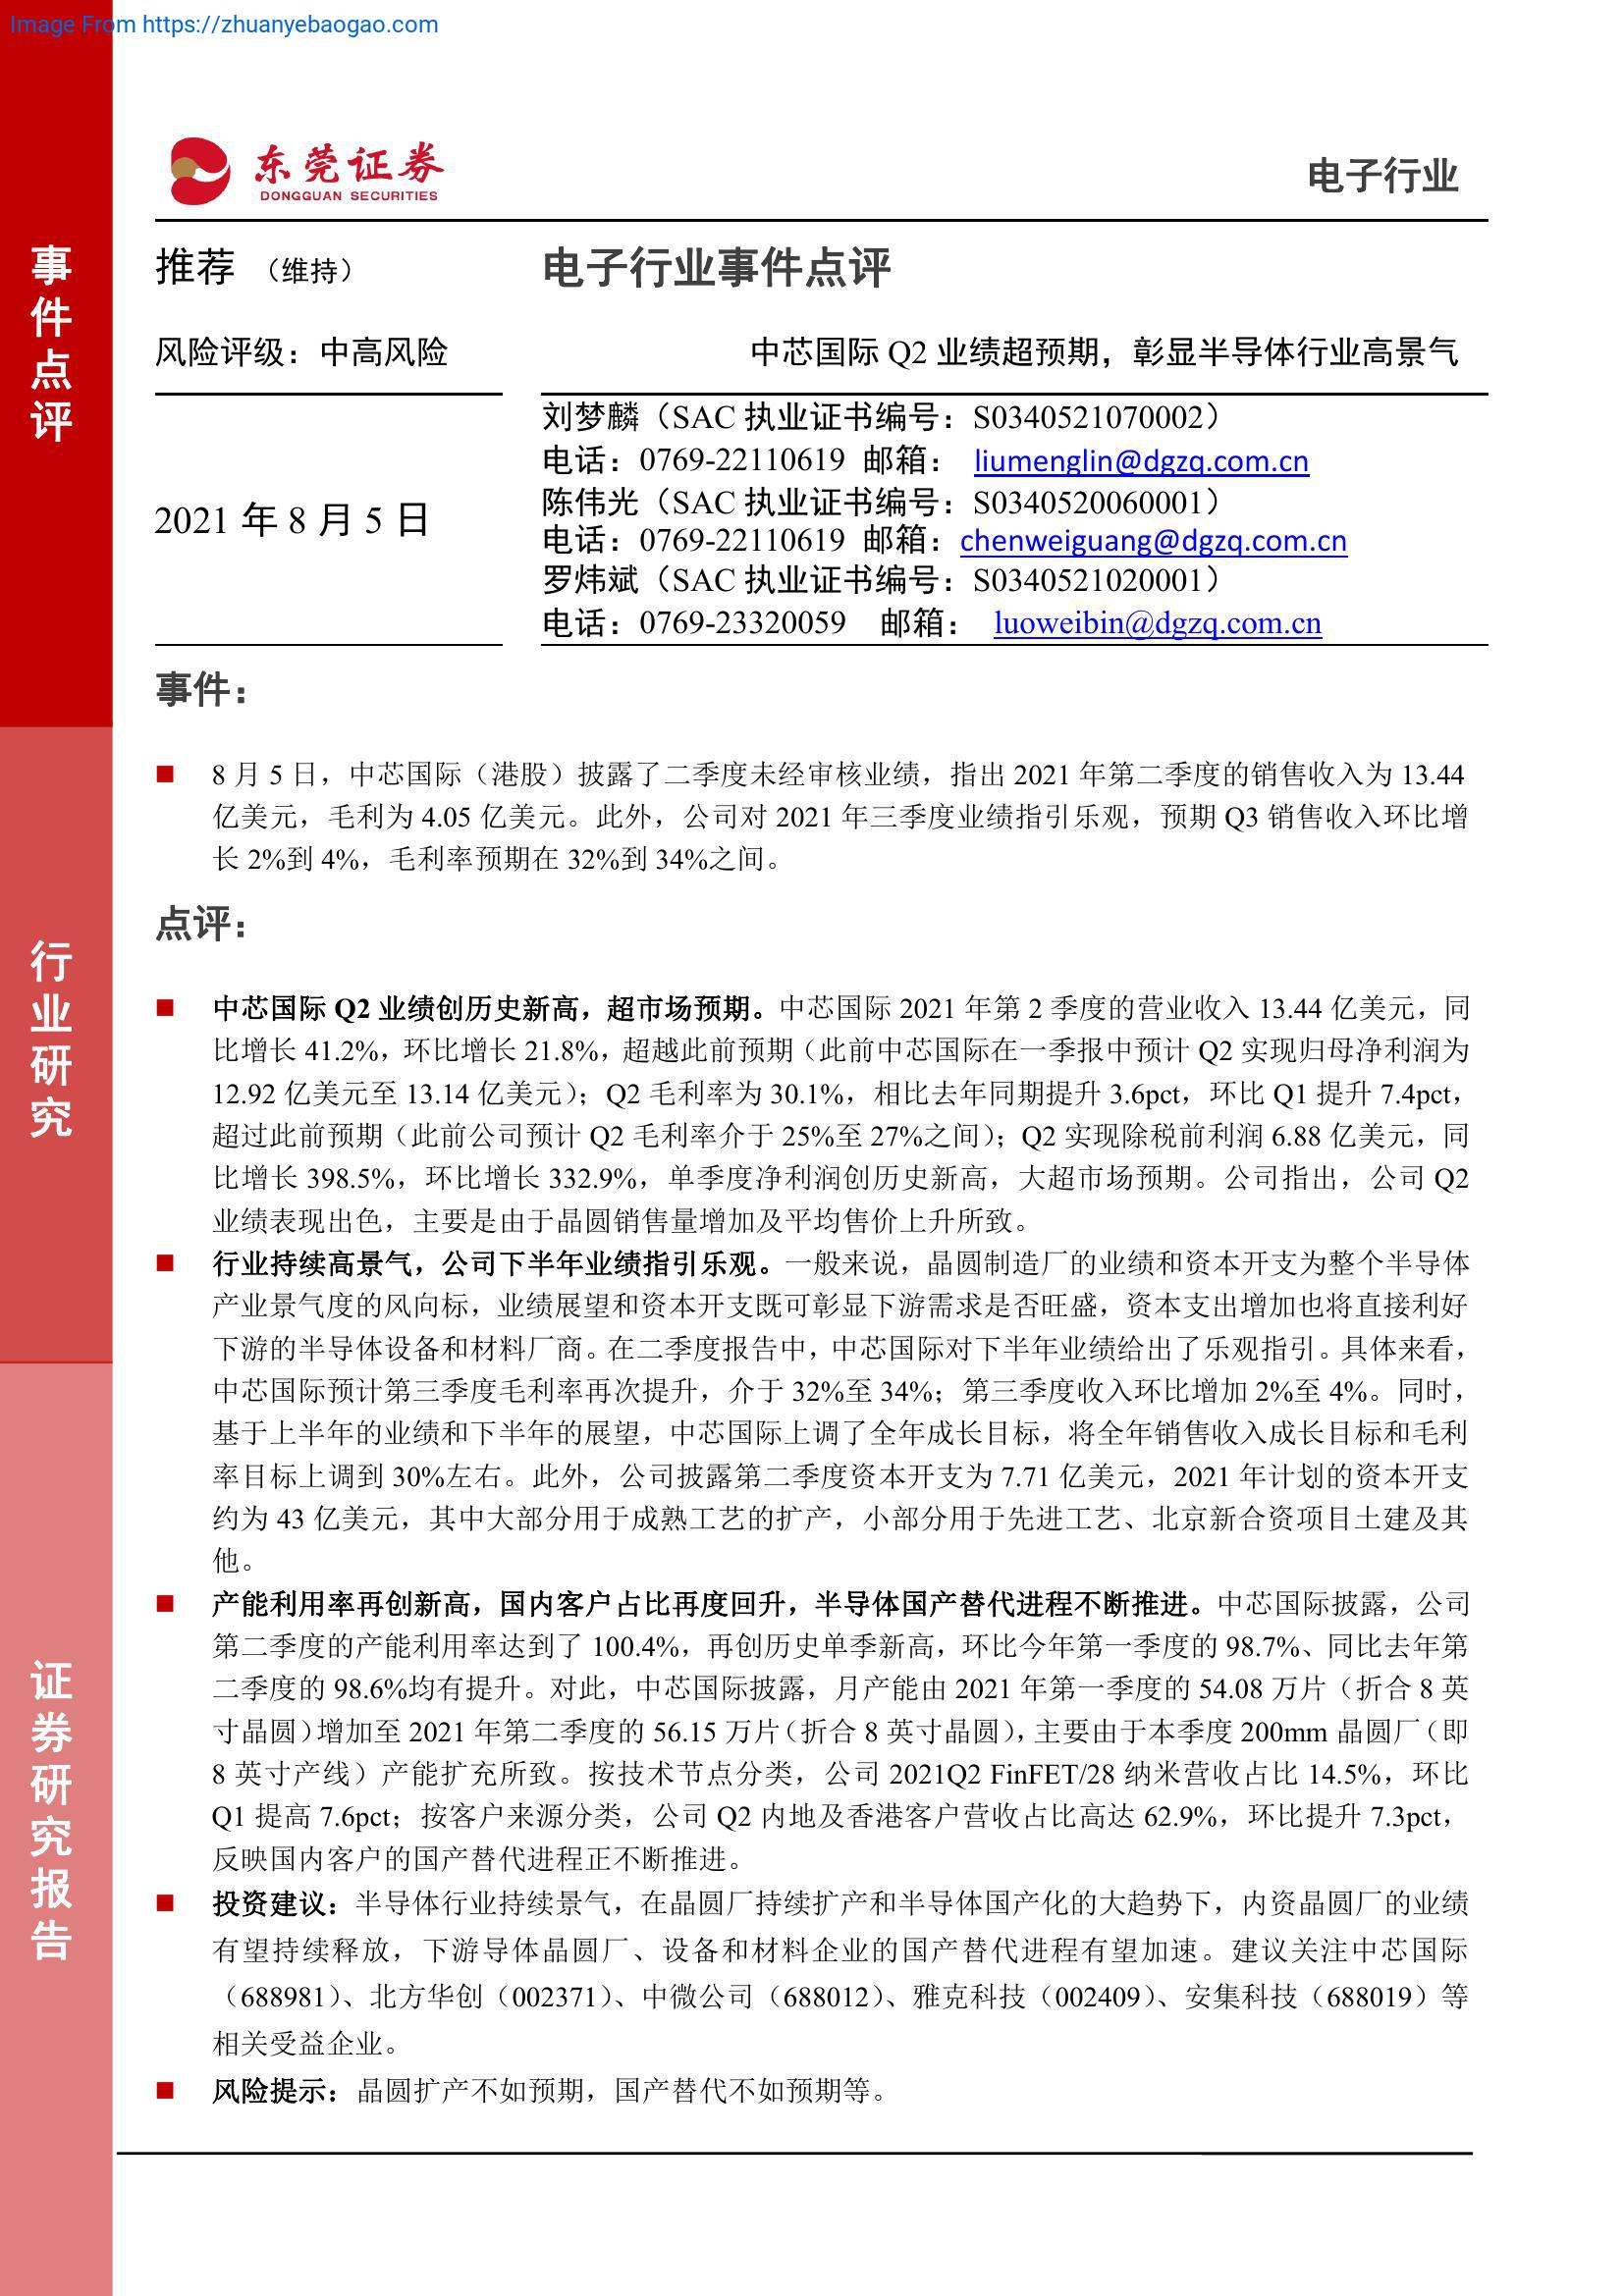 Image From https://zhuanyebaogao.com
东莞证券
DONGGUAN SECURITIES
电子行业
事件点评
行业研究
证券研究报告
推荐 （维持）
电子行业事件点评
风险评级：中高风险
中芯国际 Q2 业绩超预期，彰显半导体行业高景气
2021 年 8 月 5 日
刘梦麟（SAC 执业证书编号：S0340521070002）
电话：0769-22110619 邮箱： liumenglin@dgzq.com.cn
陈伟光（SAC 执业证书编号：S0340520060001）
电话：0769-22110619 邮箱：chenweiguang@dgzq.com.cn
罗炜斌（SAC 执业证书编号：S0340521020001）
电话：0769-23320059 邮箱： luoweibin@dgzq.com.cn
事件：
8 月 5 日，中芯国际（港股）披露了二季度未经审核业绩，指出 2021 年第二季度的销售收入为 13.44
亿美元，毛利为 4.05 亿美元。此外，公司对 2021 年三季度业绩指引乐观，预期 Q3 销售收入环比增
长 2%到 4%，毛利率预期在 32%到 34%之间。
点评：
中芯国际 Q2 业绩创历史新高，超市场预期。中芯国际 2021 年第 2 季度的营业收入 13.44 亿美元，同
比增长 41.2%，环比增长 21.8%，超越此前预期（此前中芯国际在一季报中预计 Q2 实现归母净利润为
12.92 亿美元至 13.14 亿美元）；Q2 毛利率为 30.1%，相比去年同期提升 3.6pct，环比 Q1 提升 7.4pct，
超过此前预期（此前公司预计 Q2 毛利率介于 25%至 27%之间）；Q2 实现除税前利润 6.88 亿美元，同
比增长 398.5%，环比增长 332.9%，单季度净利润创历史新高，大超市场预期。公司指出，公司 Q2
业绩表现出色，主要是由于晶圆销售量增加及平均售价上升所致。
行业持续高景气，公司下半年业绩指引乐观。一般来说，晶圆制造厂的业绩和资本开支为整个半导体
产业景气度的风向标，业绩展望和资本开支既可彰显下游需求是否旺盛，资本支出增加也将直接利好
下游的半导体设备和材料厂商。在二季度报告中，中芯国际对下半年业绩给出了乐观指引。具体来看，
中芯国际预计第三季度毛利率再次提升，介于 32%至 34%；第三季度收入环比增加 2%至 4%。同时，
基于上半年的业绩和下半年的展望，中芯国际上调了全年成长目标，将全年销售收入成长目标和毛利
率目标上调到 30%左右。此外，公司披露第二季度资本开支为 7.71 亿美元，2021 年计划的资本开支
约为 43 亿美元，其中大部分用于成熟工艺的扩产，小部分用于先进工艺、北京新合资项目土建及其
他。
产能利用率再创新高，国内客户占比再度回升，半导体国产替代进程不断推进。中芯国际披露，公司
第二季度的产能利用率达到了 100.4%，再创历史单季新高，环比今年第一季度的 98.7%、同比去年第
二季度的 98.6%均有提升。对此，中芯国际披露，月产能由 2021 年第一季度的 54.08 万片（折合 8 英
寸晶圆）增加至 2021 年第二季度的 56.15 万片（折合 8 英寸晶圆），主要由于本季度 200mm 晶圆厂（即
8 英寸产线）产能扩充所致。按技术节点分类，公司 2021Q2 FinFET/28 纳米营收占比 14.5%，环比
Q1 提高 7.6pct；按客户来源分类，公司 Q2 内地及香港客户营收占比高达 62.9%，环比提升 7.3pct，
反映国内客户的国产替代进程正不断推进。
投资建议：半导体行业持续景气，在晶圆厂持续扩产和半导体国产化的大趋势下，内资晶圆厂的业绩
有望持续释放，下游导体晶圆厂、设备和材料企业的国产替代进程有望加速。建议关注中芯国际
（688981）、北方华创（002371）、中微公司（688012）、雅克科技（002409）、安集科技（688019）等
相关受益企业。
风险提示：晶圆扩产不如预期，国产替代不如预期等。